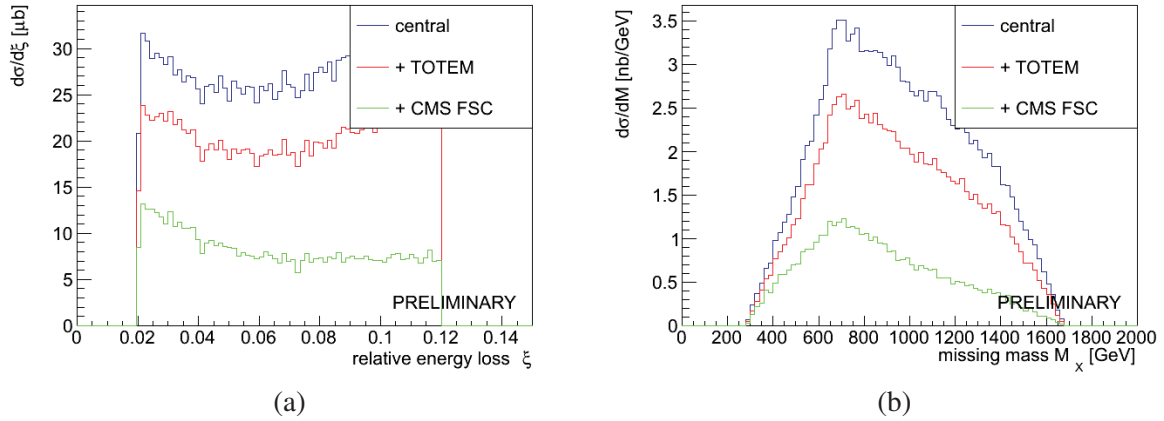 dσ/dξ [μb]
30
25
20
15
10
5
0
0 0.02 0.04 0.06 0.08 0.1 0.12 0.14
relative energy loss ξ
central
+ TOTEM
+ CMS FSC
PRELIMINARY
(a)
dσ/dM [nb/GeV]
3.5
3
2.5
2
1.5
1
0.5
0
0 200 400 600 800 1000 1200 1400 1600 1800 2000
missing mass M_X [GeV]
central
+ TOTEM
+ CMS FSC
PRELIMINARY
(b)